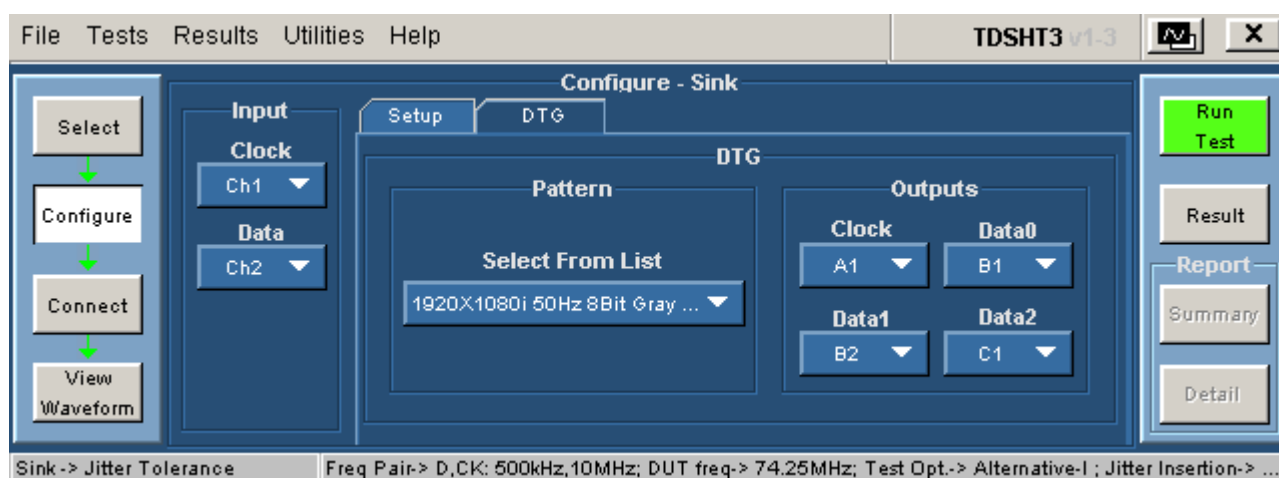 File Tests Results Utilities Help TDSHT3 v1-3
Select
Configure
Connect
View
Waveform
Configure - Sink
Input
Clock
Ch1
Data
Ch2
Setup DTG
DTG
Pattern
Select From List
1920X1080i 50Hz 8Bit Gray ...
Outputs
Clock Data0
A1 B1
Data1 Data2
B2 C1
Run
Test
Result
Report
Summary
Detail
Sink -> Jitter Tolerance Freq Pair-> D,CK: 500kHz,10MHz; DUT freq-> 74.25MHz; Test Opt.-> Alternative-I ; Jitter Insertion-> ...